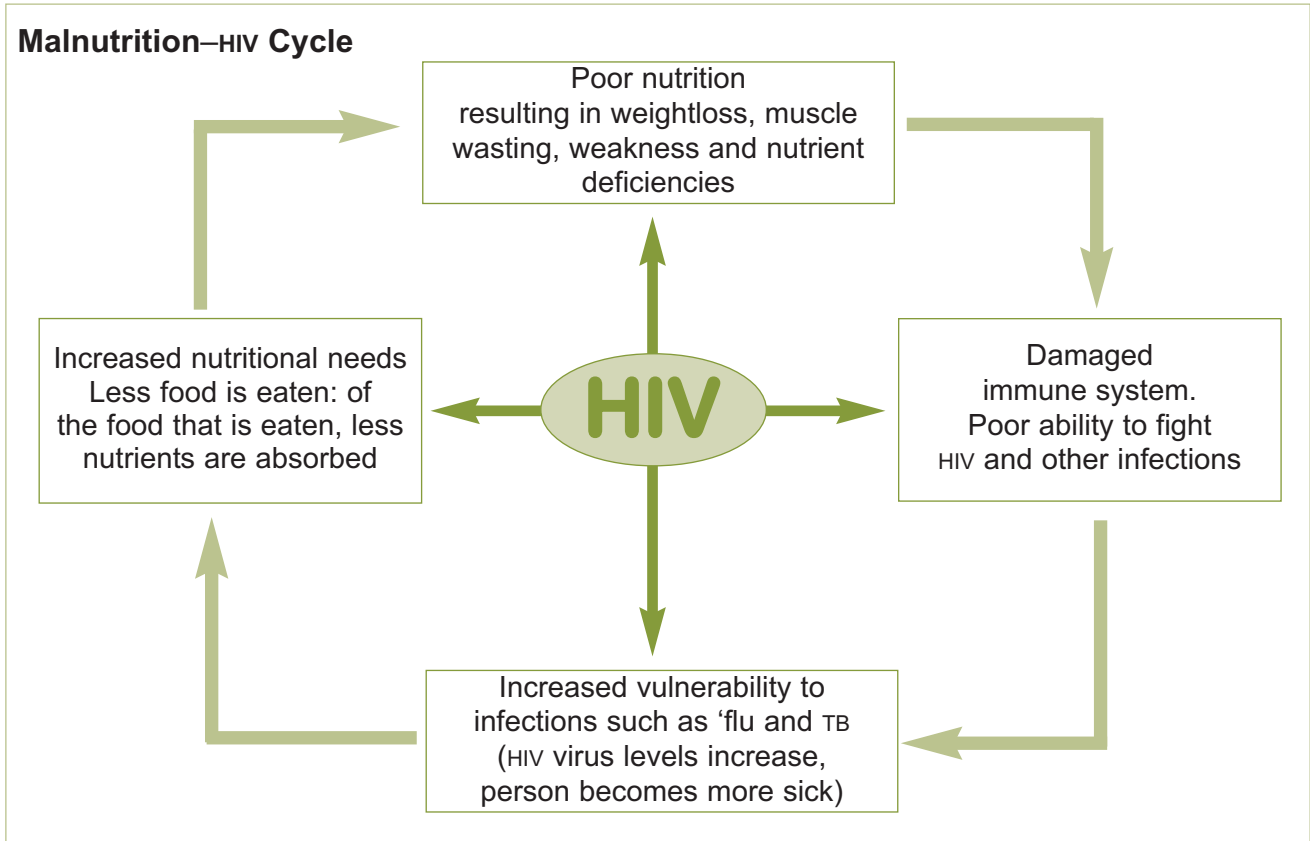 Malnutrition–HIV Cycle
Poor nutrition
resulting in weightloss, muscle
wasting, weakness and nutrient
deficiencies
Increased nutritional needs
Less food is eaten: of
the food that is eaten, less
nutrients are absorbed
HIV
Damaged
immune system.
Poor ability to fight
HIV and other infections
Increased vulnerability to
infections such as ‘flu and TB
(HIV virus levels increase,
person becomes more sick)